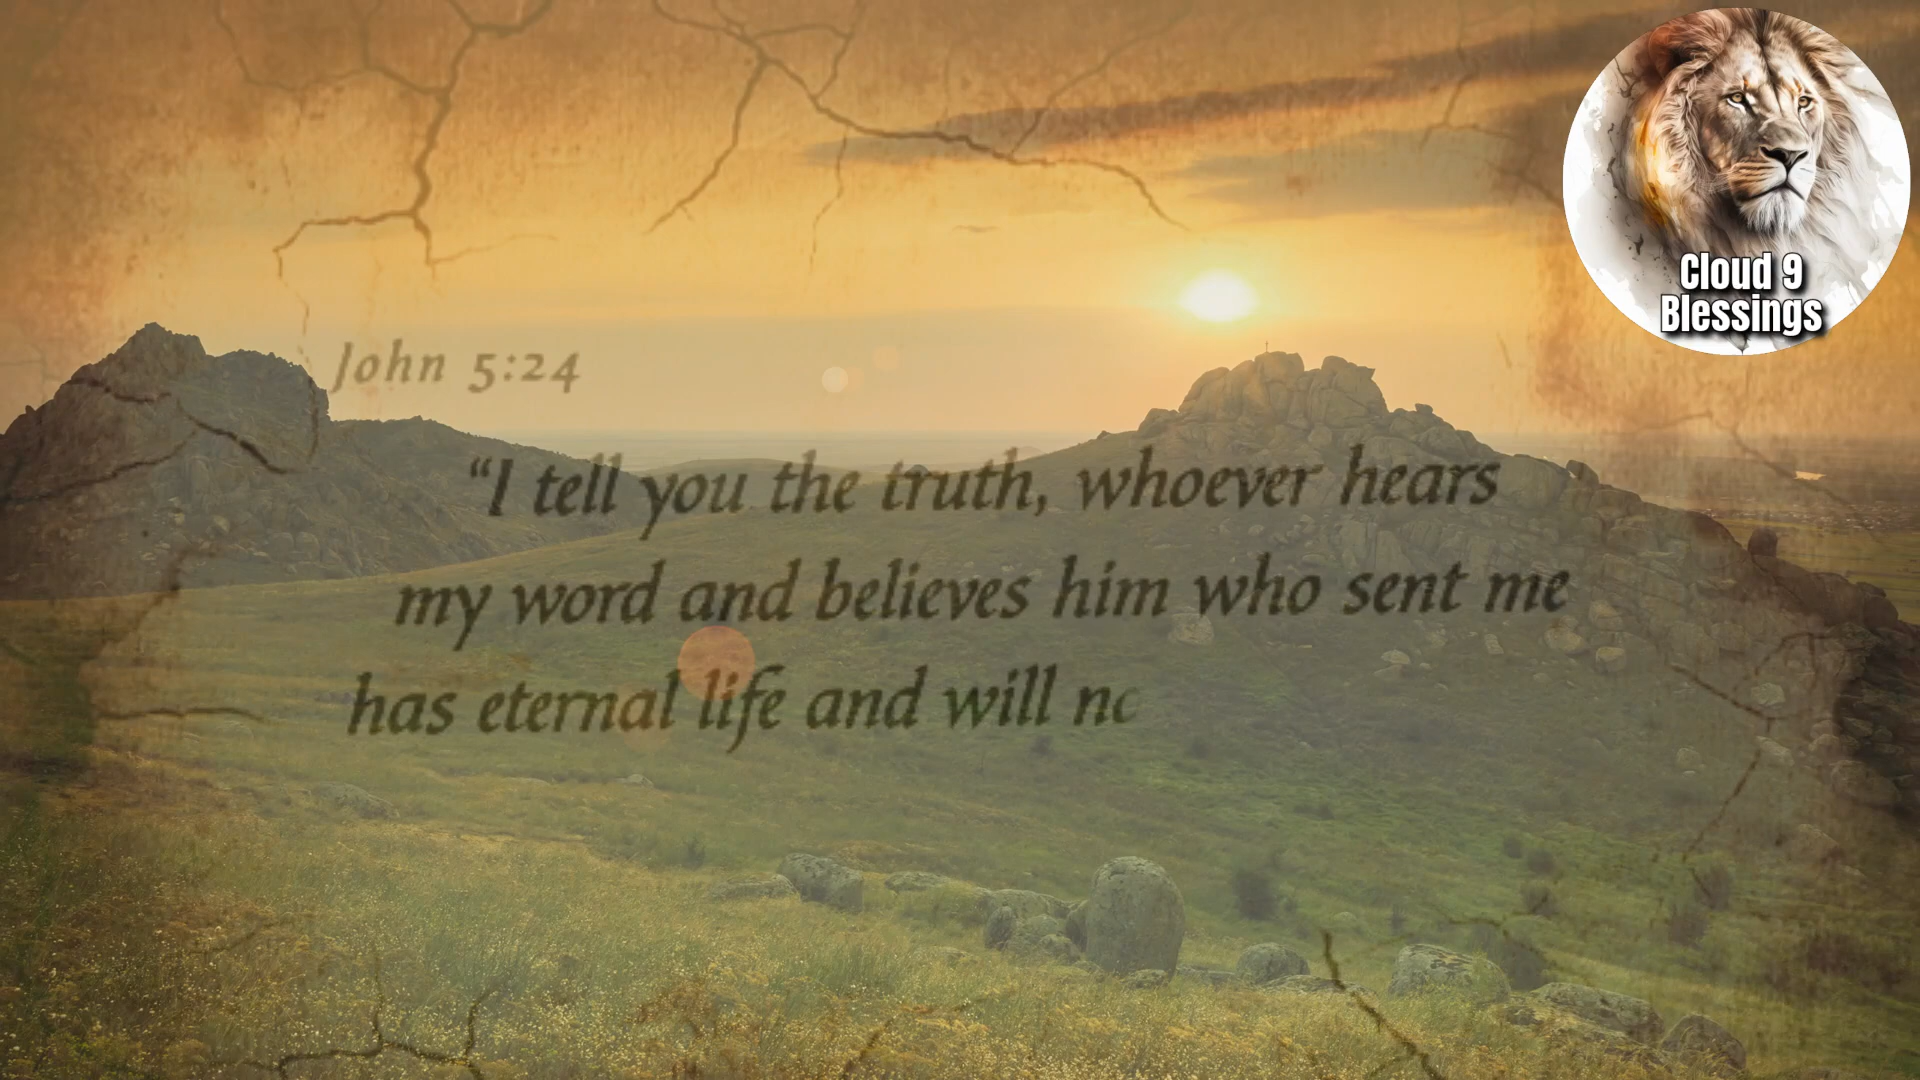 Cloud 9
Blessings
John 5:24
“I tell you the truth, whoever hears
my word and believes him who sent me
has eternal life and will